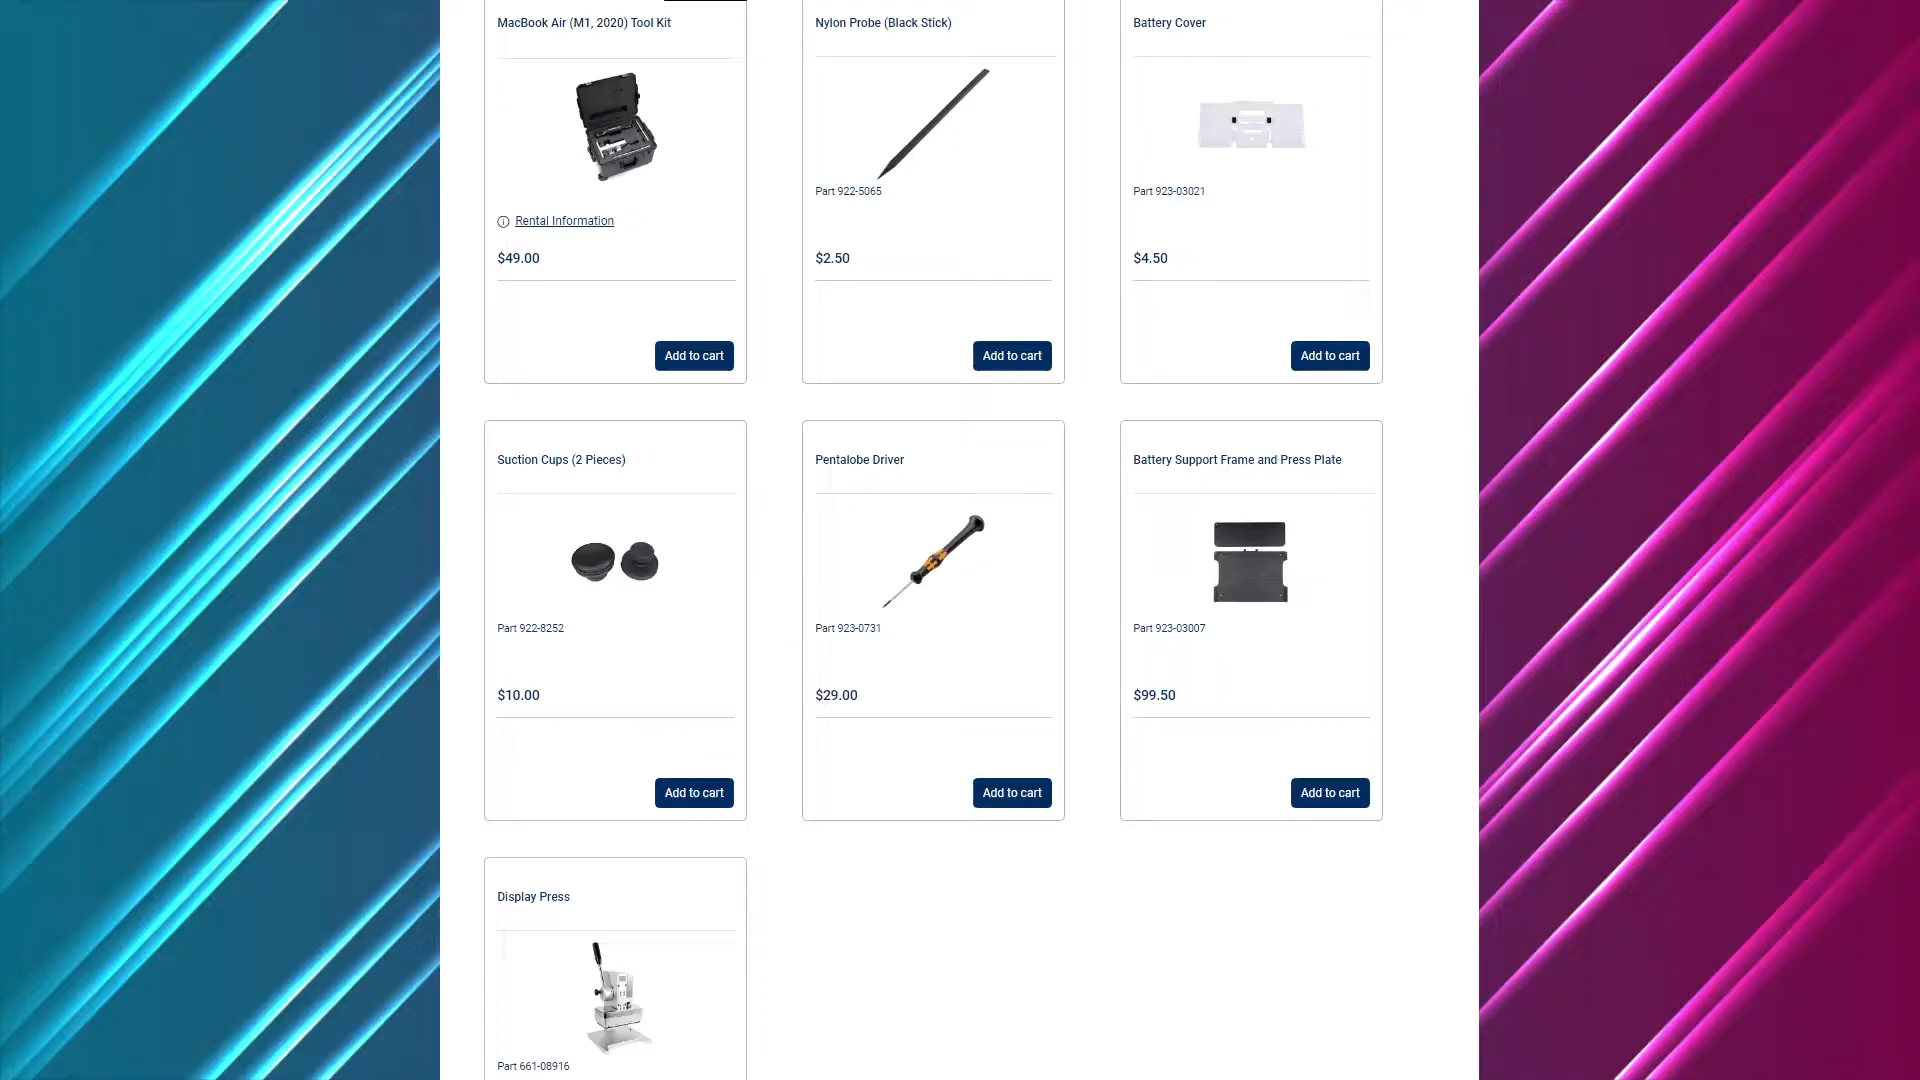 MacBook Air (M1, 2020) Tool Kit
Rental Information
$49.00
Add to cart
Nylon Probe (Black Stick)
Part 922-5065
$2.50
Add to cart
Battery Cover
Part 923-03021
$4.50
Add to cart
Suction Cups (2 Pieces)
Part 922-8252
$10.00
Add to cart
Pentalobe Driver
Part 923-0731
$29.00
Add to cart
Battery Support Frame and Press Plate
Part 923-03007
$99.50
Add to cart
Display Press
Part 661-08916